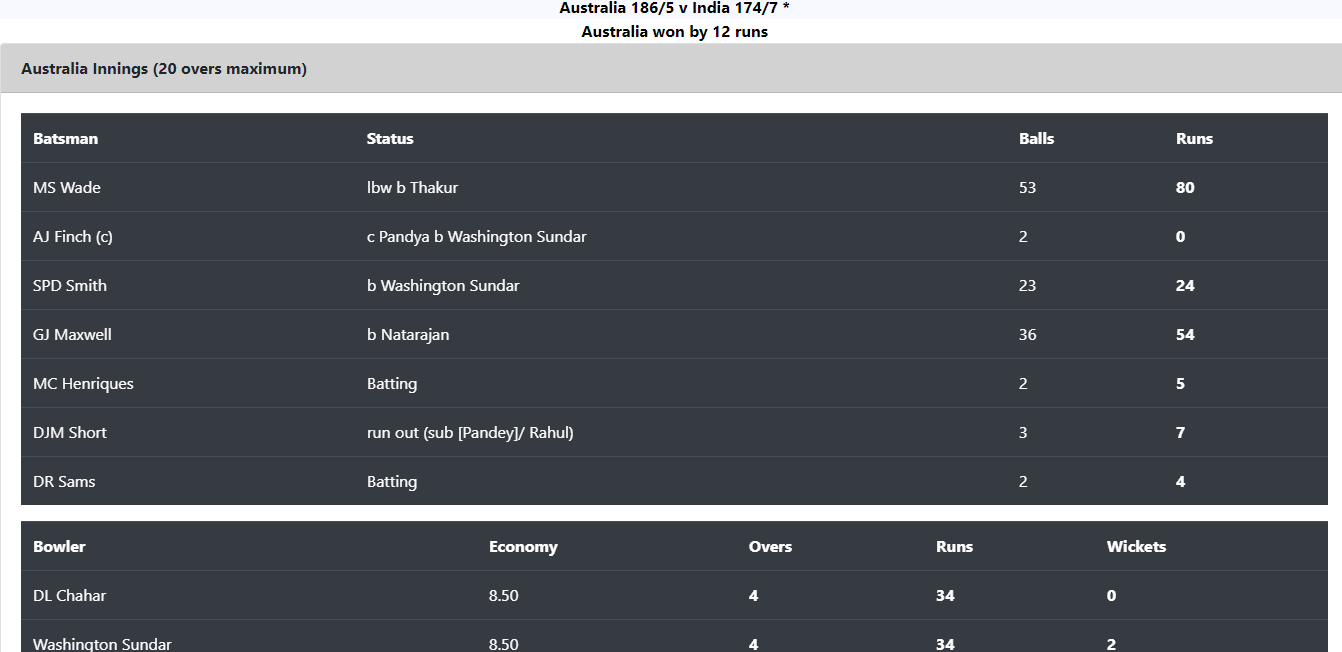 Australia 186/5 v India 174/7 *
Australia won by 12 runs
Australia Innings (20 overs maximum)
Batsman Status Balls Runs
MS Wade lbw b Thakur 53 80
AJ Finch (c) c Pandya b Washington Sundar 2 0
SPD Smith b Washington Sundar 23 24
GJ Maxwell b Natarajan 36 54
MC Henriques Batting 2 5
DJM Short run out (sub [Pandey]/ Rahul) 3 7
DR Sams Batting 2 4
Bowler Economy Overs Runs Wickets
DL Chahar 8.50 4 34 0
Washington Sundar 8.50 4 34 2